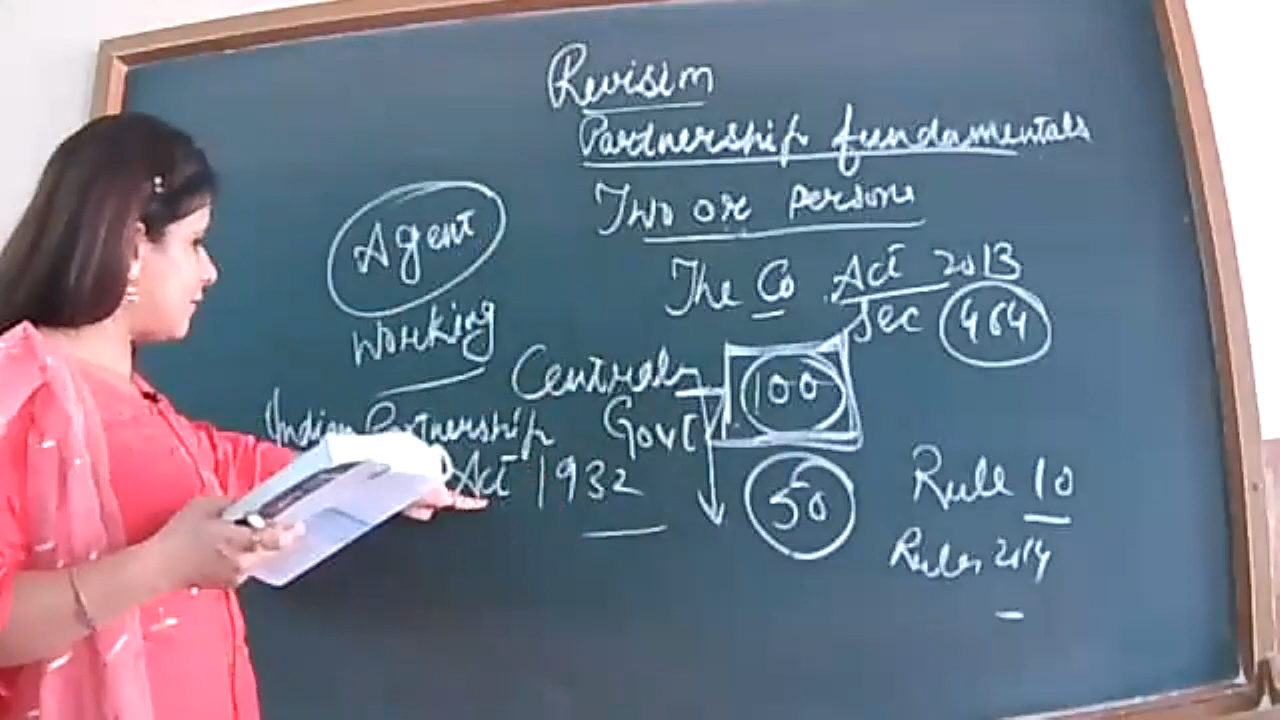 Revision
Partnership fundamentals
Two or persons
The Co Act 2013
Sec 464
Agent
working
Central
Govt
100
50
Indian Partnership
Act 1932
Rule 10
Rules 2014